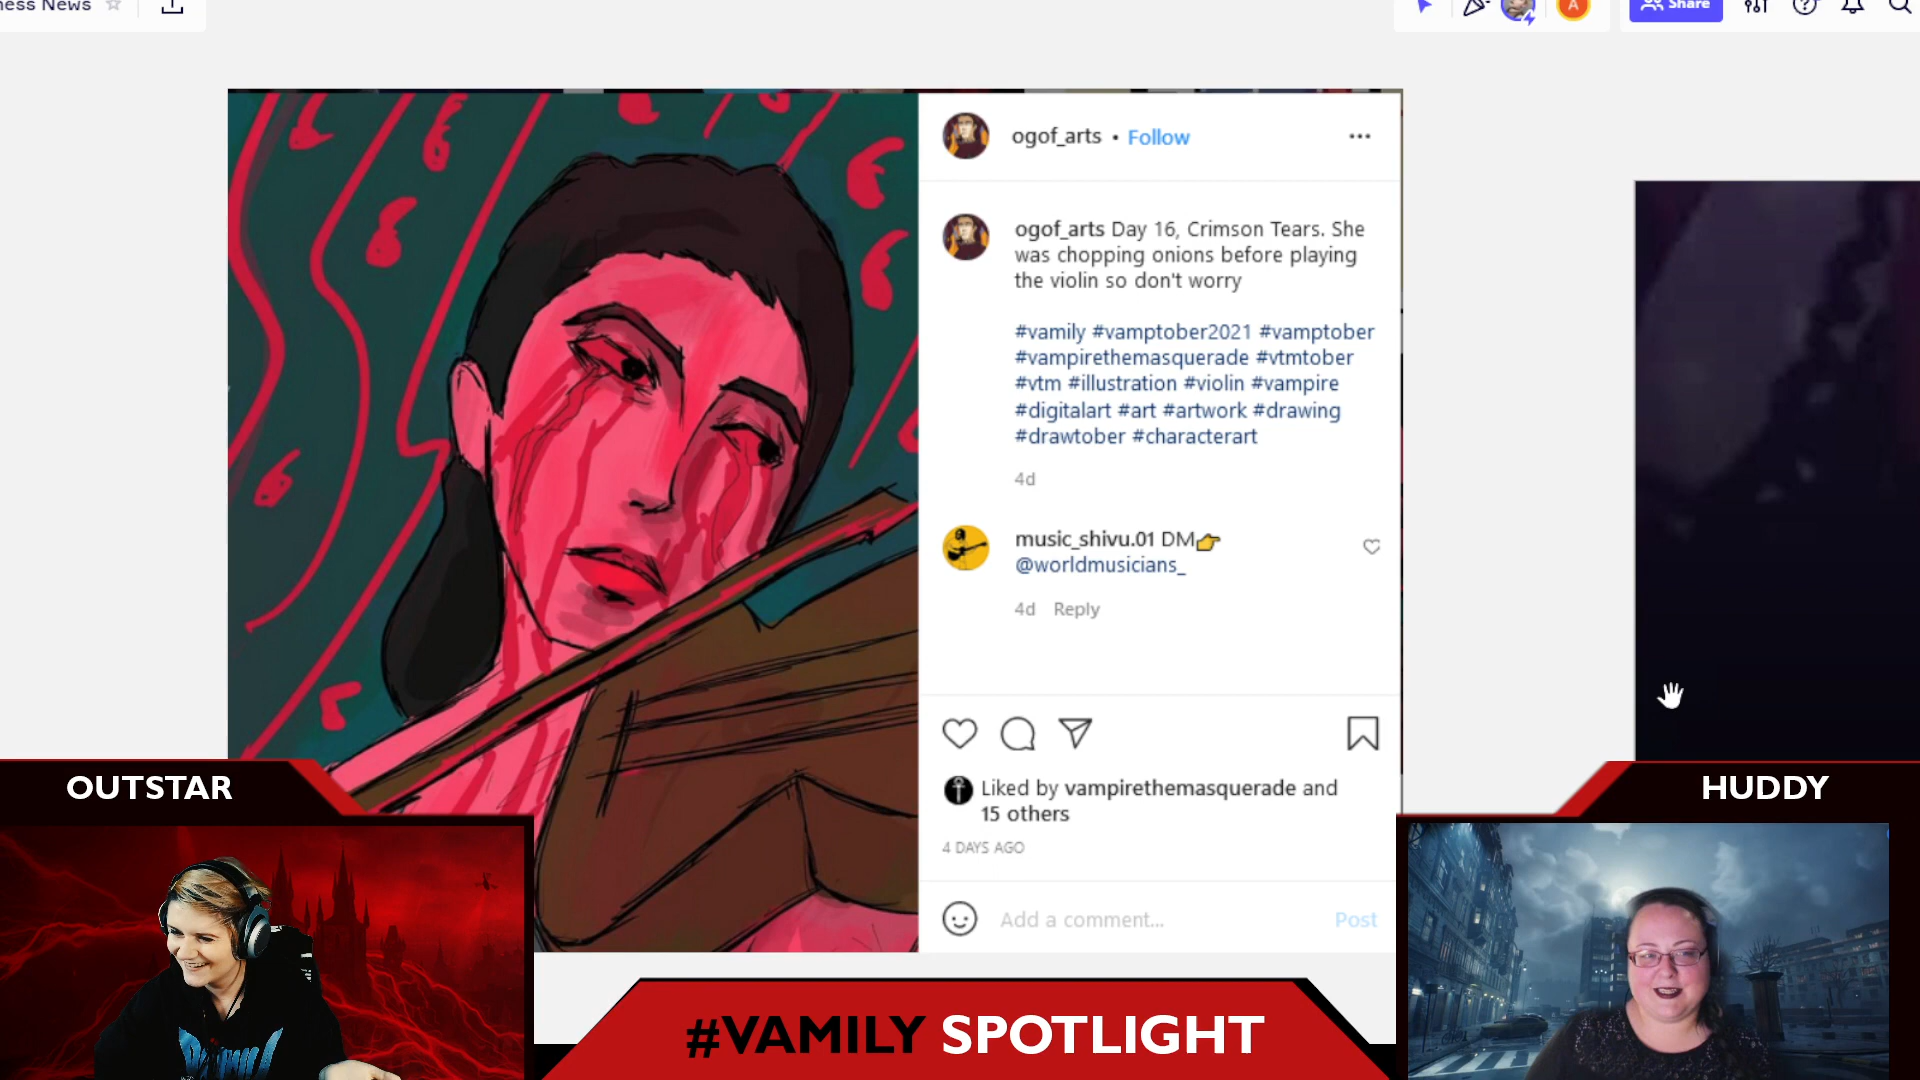 ness News
A
Share
ogof_arts • Follow
ogof_arts Day 16, Crimson Tears. She
was chopping onions before playing
the violin so don't worry
#vamily #vamptober2021 #vamptober
#vampirethemasquerade #vtmtober
#vtm #illustration #violin #vampire
#digitalart #art #artwork #drawing
#drawtober #characterart
4d
music_shivu.01 DM👉
@worldmusicians_
4d Reply
Liked by vampirethemasquerade and
15 others
4 DAYS AGO
Add a comment... Post
OUTSTAR
HUDDY
#VAMILY SPOTLIGHT